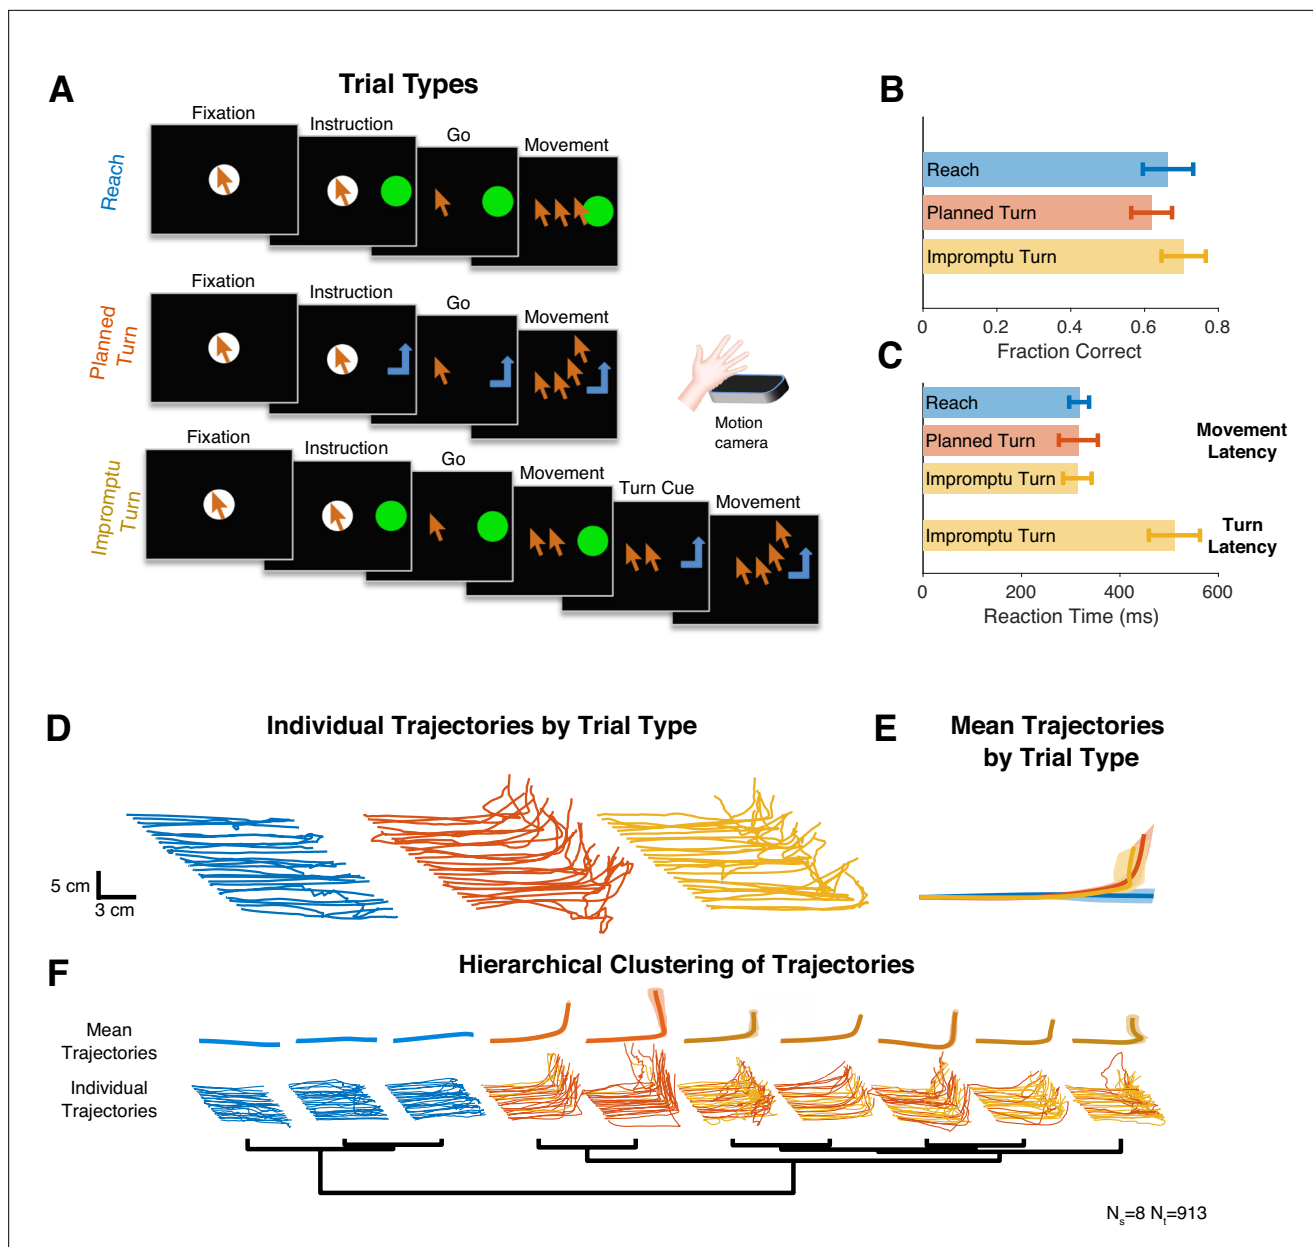 A
Trial Types
Reach
Fixation
Instruction
Go
Movement
Planned
Turn
Fixation
Instruction
Go
Movement
Impromptu
Turn
Fixation
Instruction
Go
Movement
Turn Cue
Movement
Motion
camera
B
Reach
Planned Turn
Impromptu Turn
0 0.2 0.4 0.6 0.8
Fraction Correct
C
Reach
Planned Turn
Impromptu Turn
Movement
Latency
Impromptu Turn
Turn
Latency
0 200 400 600
Reaction Time (ms)
D
Individual Trajectories by Trial Type
5 cm
3 cm
E
Mean Trajectories
by Trial Type
F
Hierarchical Clustering of Trajectories
Mean
Trajectories
Individual
Trajectories
Ns=8 Nt=913